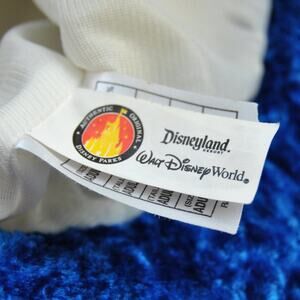 AUTHENTIC ORIGINAL
DISNEY PARKS
Disneyland®
RESORT
WALT DISNEY World®